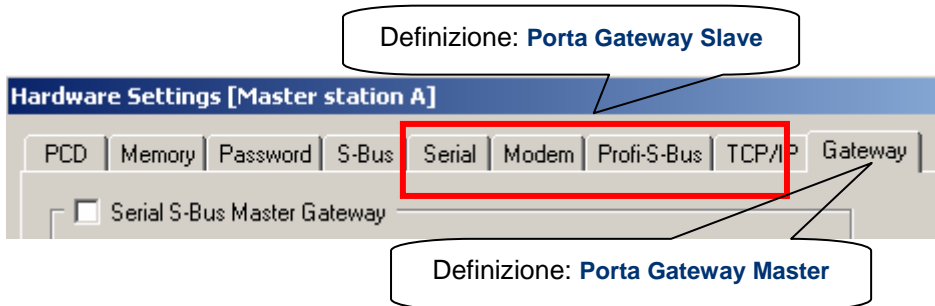 Definizione: Porta Gateway Slave
Hardware Settings [Master station A]
PCD Memory Password S-Bus Serial Modem Profi-S-Bus TCP/IP Gateway
Serial S-Bus Master Gateway
Definizione: Porta Gateway Master